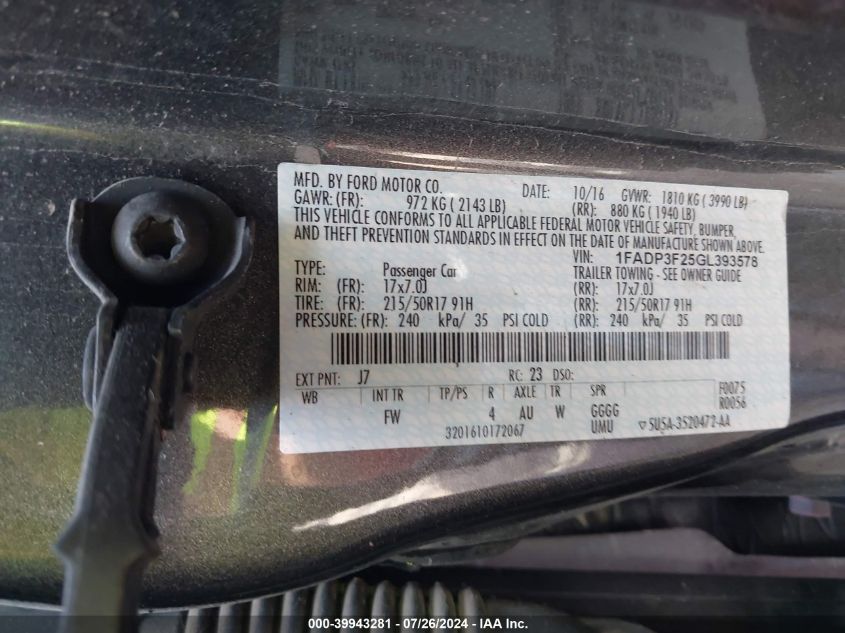 MFD. BY FORD MOTOR CO. DATE: 10/16 GVWR: 1810 KG ( 3990 LB)
GAWR: (FR): 972 KG ( 2143 LB) (RR): 880 KG ( 1940 LB)
THIS VEHICLE CONFORMS TO ALL APPLICABLE FEDERAL MOTOR VEHICLE SAFETY, BUMPER,
AND THEFT PREVENTION STANDARDS IN EFFECT ON THE DATE OF MANUFACTURE SHOWN ABOVE.
VIN: 1FADP3F25GL393578
TYPE: Passenger Car TRAILER TOWING - SEE OWNER GUIDE
RIM: (FR): 17x7.0J (RR): 17x7.0J
TIRE: (FR): 215/50R17 91H (RR): 215/50R17 91H
PRESSURE: (FR): 240 kPa/ 35 PSI COLD (RR): 240 kPa/ 35 PSI COLD
EXT PNT: J7 RC: 23 DSO:
WB INT TR TP/PS R AXLE TR SPR F0075
FW 4 AU W GGGG R0056
3201610172067 UMU ▽5U5A-3520472-AA
000-39943281 - 07/26/2024 - IAA Inc.